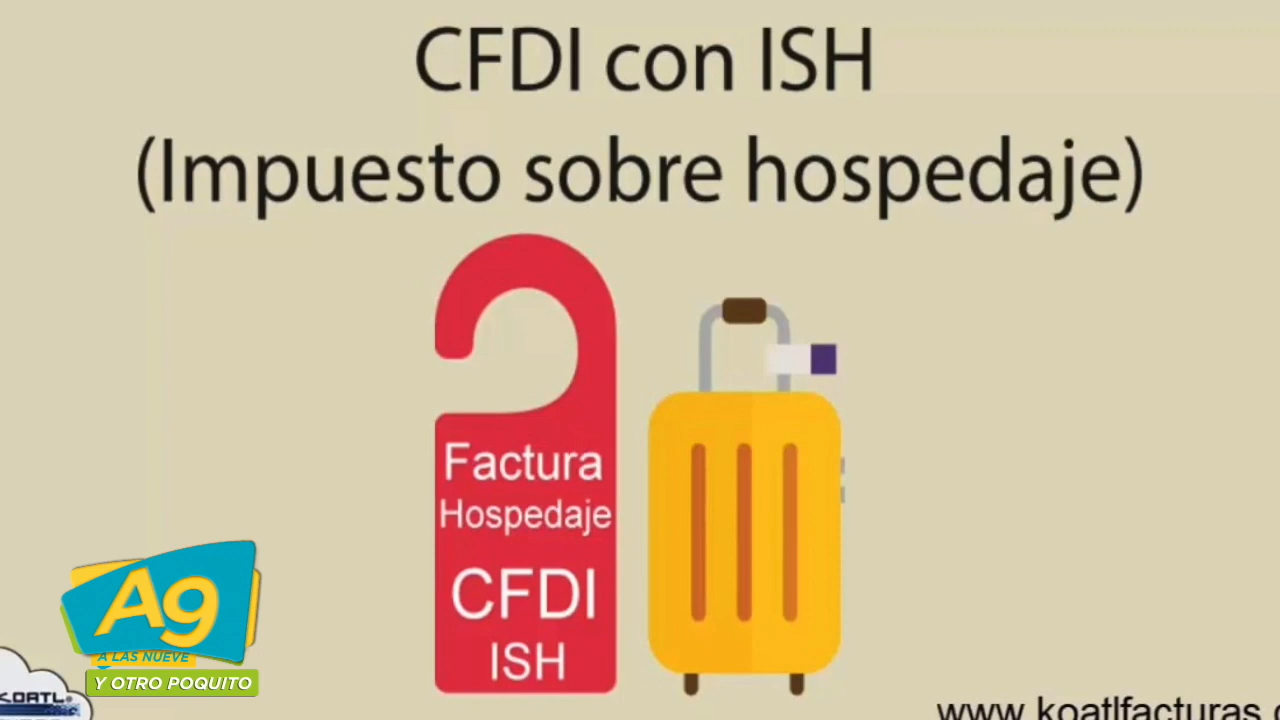 CFDI con ISH
(Impuesto sobre hospedaje)
Factura
Hospedaje
CFDI
ISH
A9
A LAS NUEVE
Y OTRO POQUITO
www.koatlfacturas.